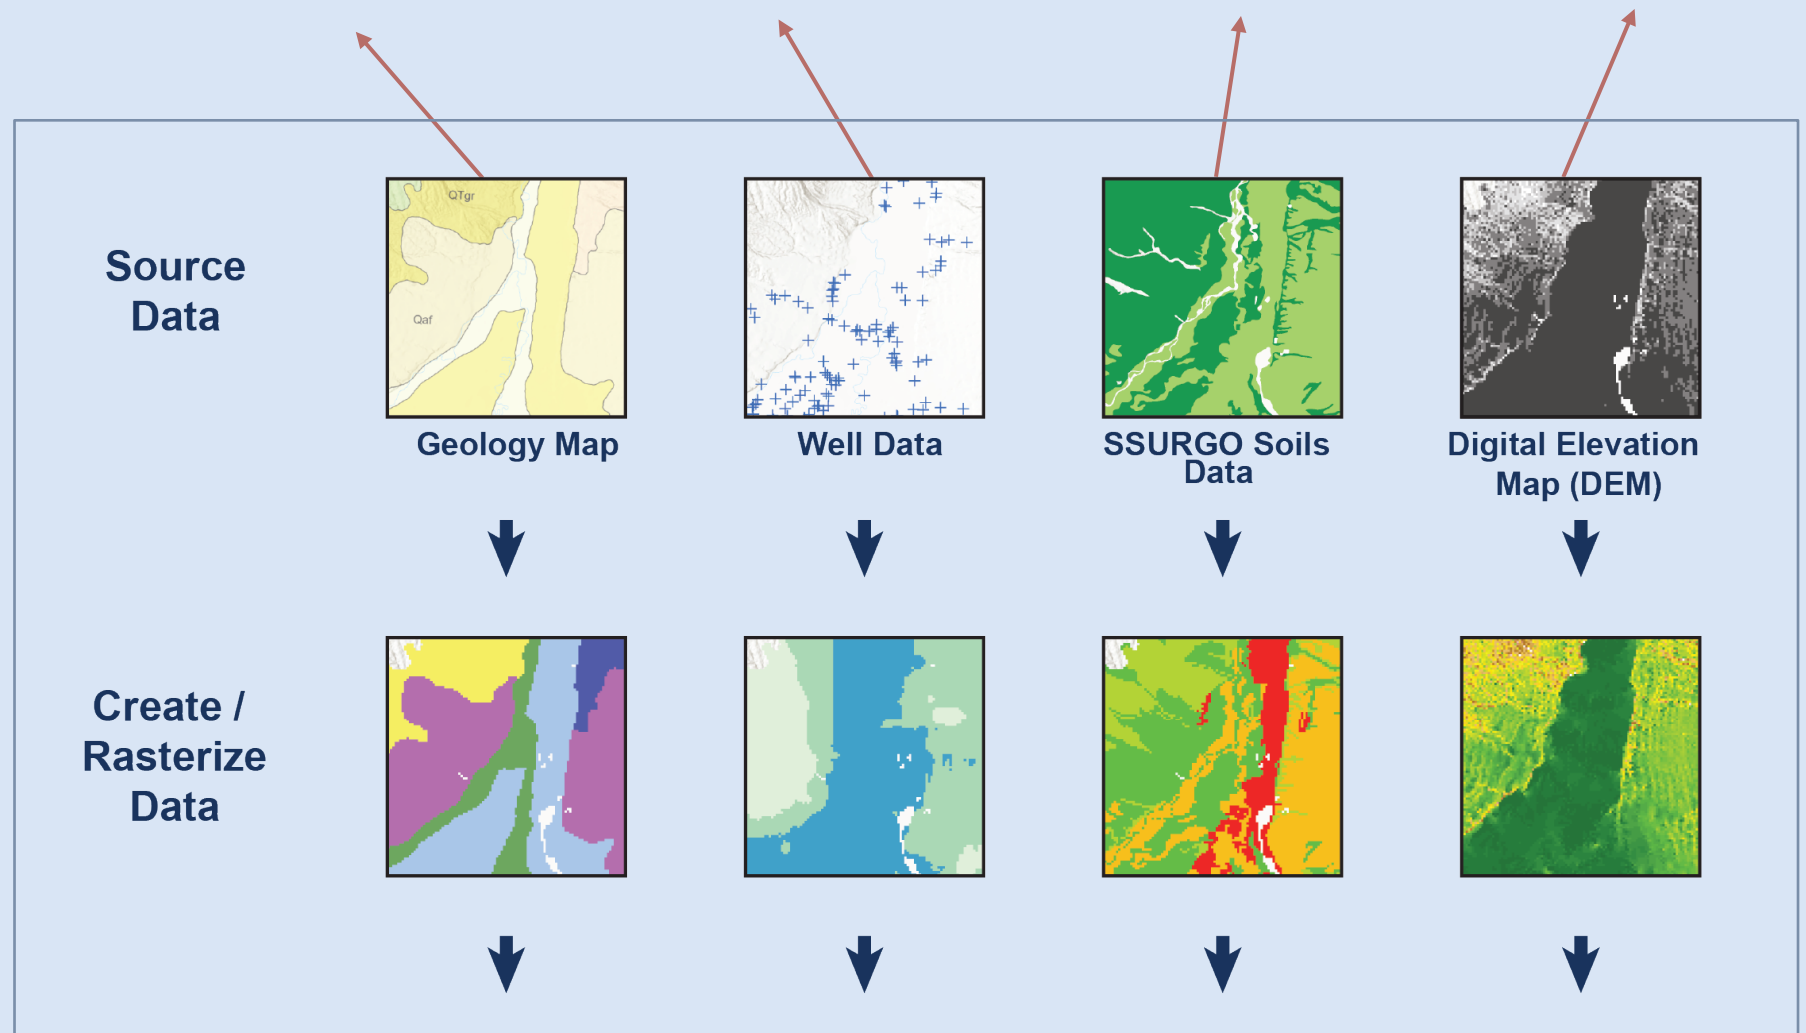 Source
Data
QTgr
Qaf
Geology Map
Well Data
SSURGO Soils
Data
Digital Elevation
Map (DEM)
Create /
Rasterize
Data